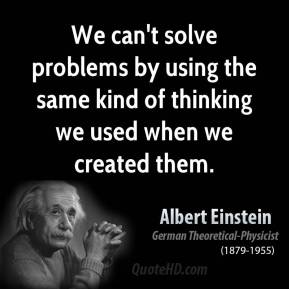 We can't solve
problems by using the
same kind of thinking
we used when we
created them.
Albert Einstein
German Theoretical-Physicist
(1879-1955)
QuoteHD.com